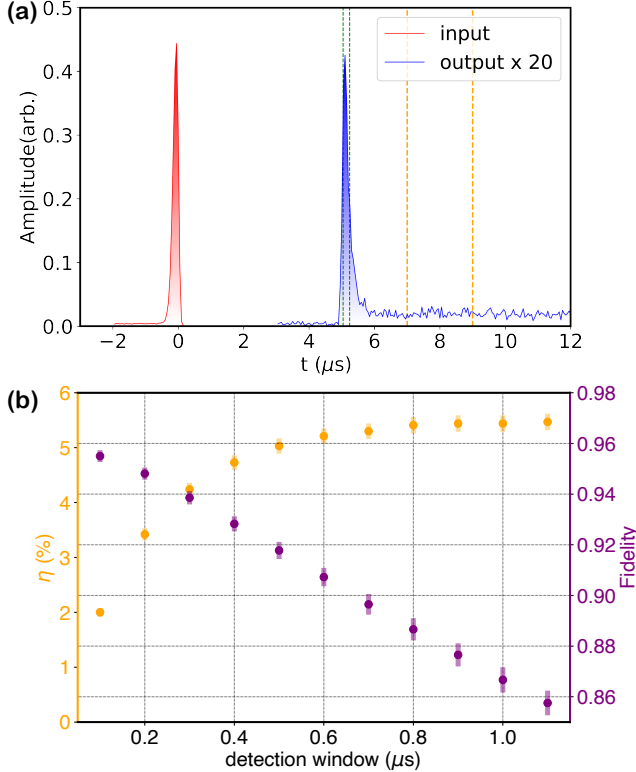 (a)
0.5
0.4
0.3
0.2
0.1
0.0
Amplitude(arb.)
input
output x 20
−2 0 2 4 6 8 10 12
t (μs)
(b)
6
5
4
3
2
1
0
η (%)
0.98
0.96
0.94
0.92
0.90
0.88
0.86
Fidelity
0.2 0.4 0.6 0.8 1.0
detection window (μs)